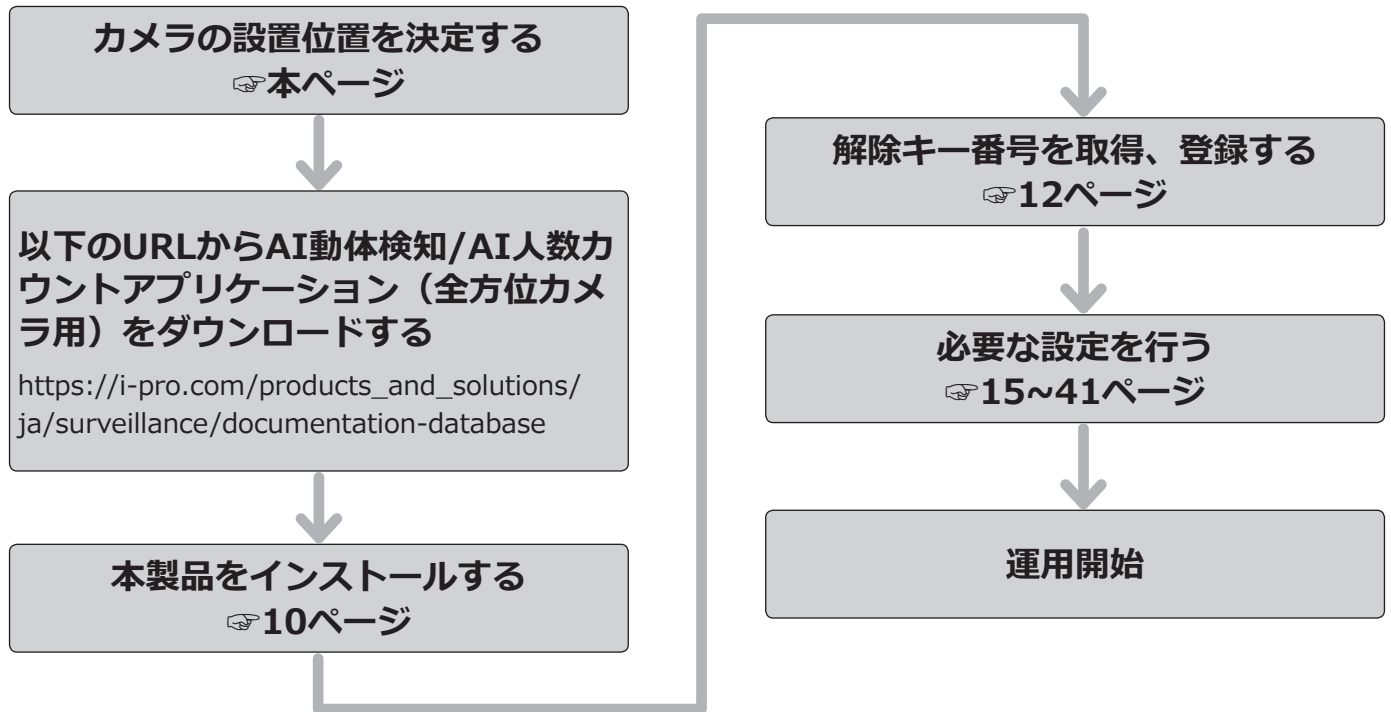 カメラの設置位置を決定する
☞本ページ
以下のURLからAI動体検知/AI人数カ
ウントアプリケーション（全方位カメ
ラ用）をダウンロードする
https://i-pro.com/products_and_solutions/
ja/surveillance/documentation-database
本製品をインストールする
☞10ページ
解除キー番号を取得、登録する
☞12ページ
必要な設定を行う
☞15~41ページ
運用開始